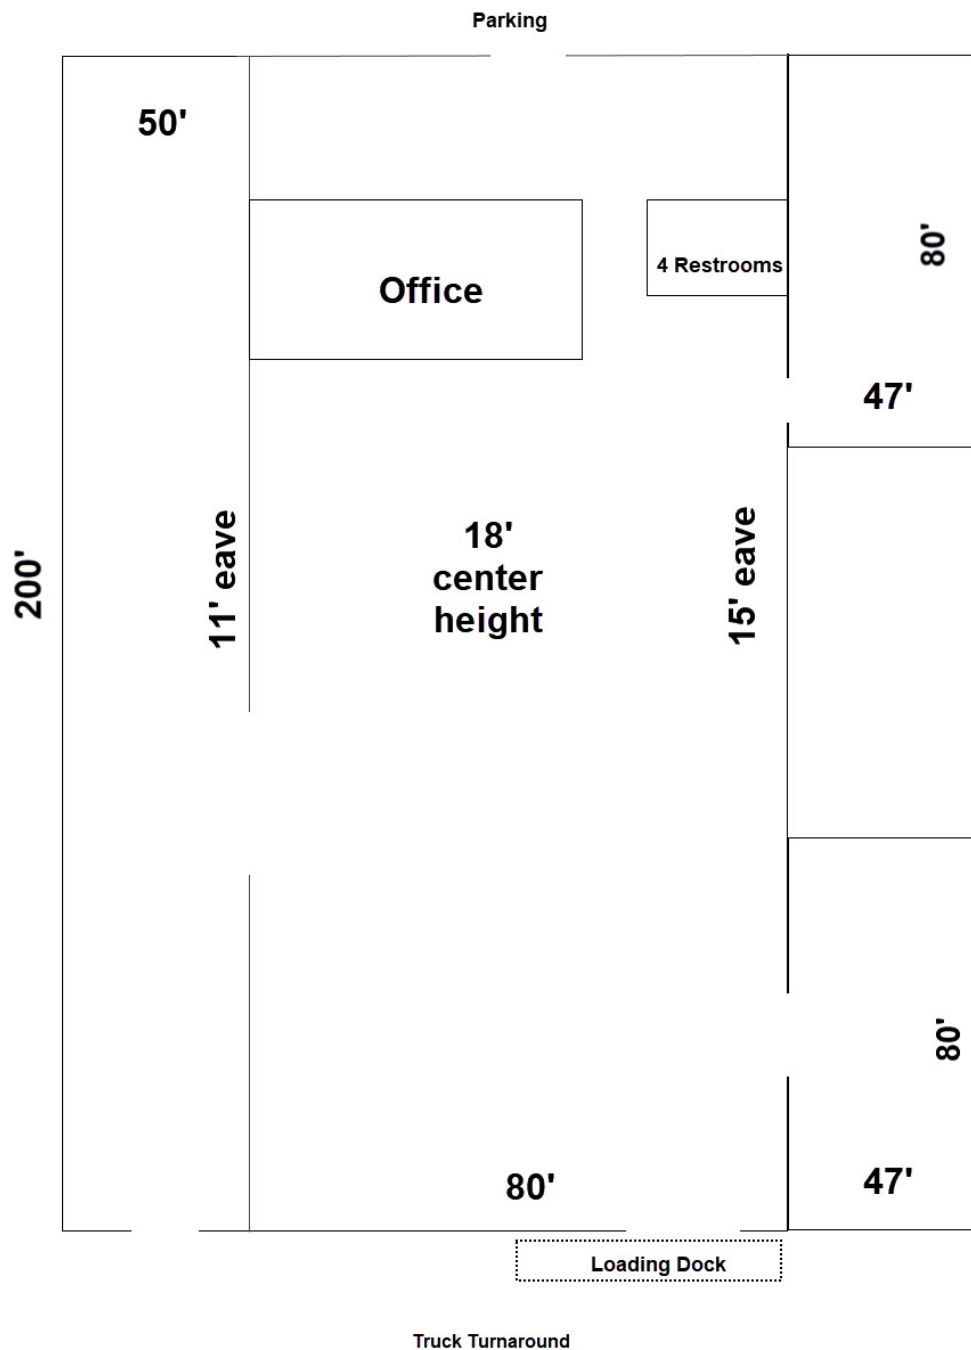 Parking
50'
80'
Office
4 Restrooms
47'
200'
11' eave
18'
center
height
15' eave
80'
80'
47'
Loading Dock
Truck Turnaround